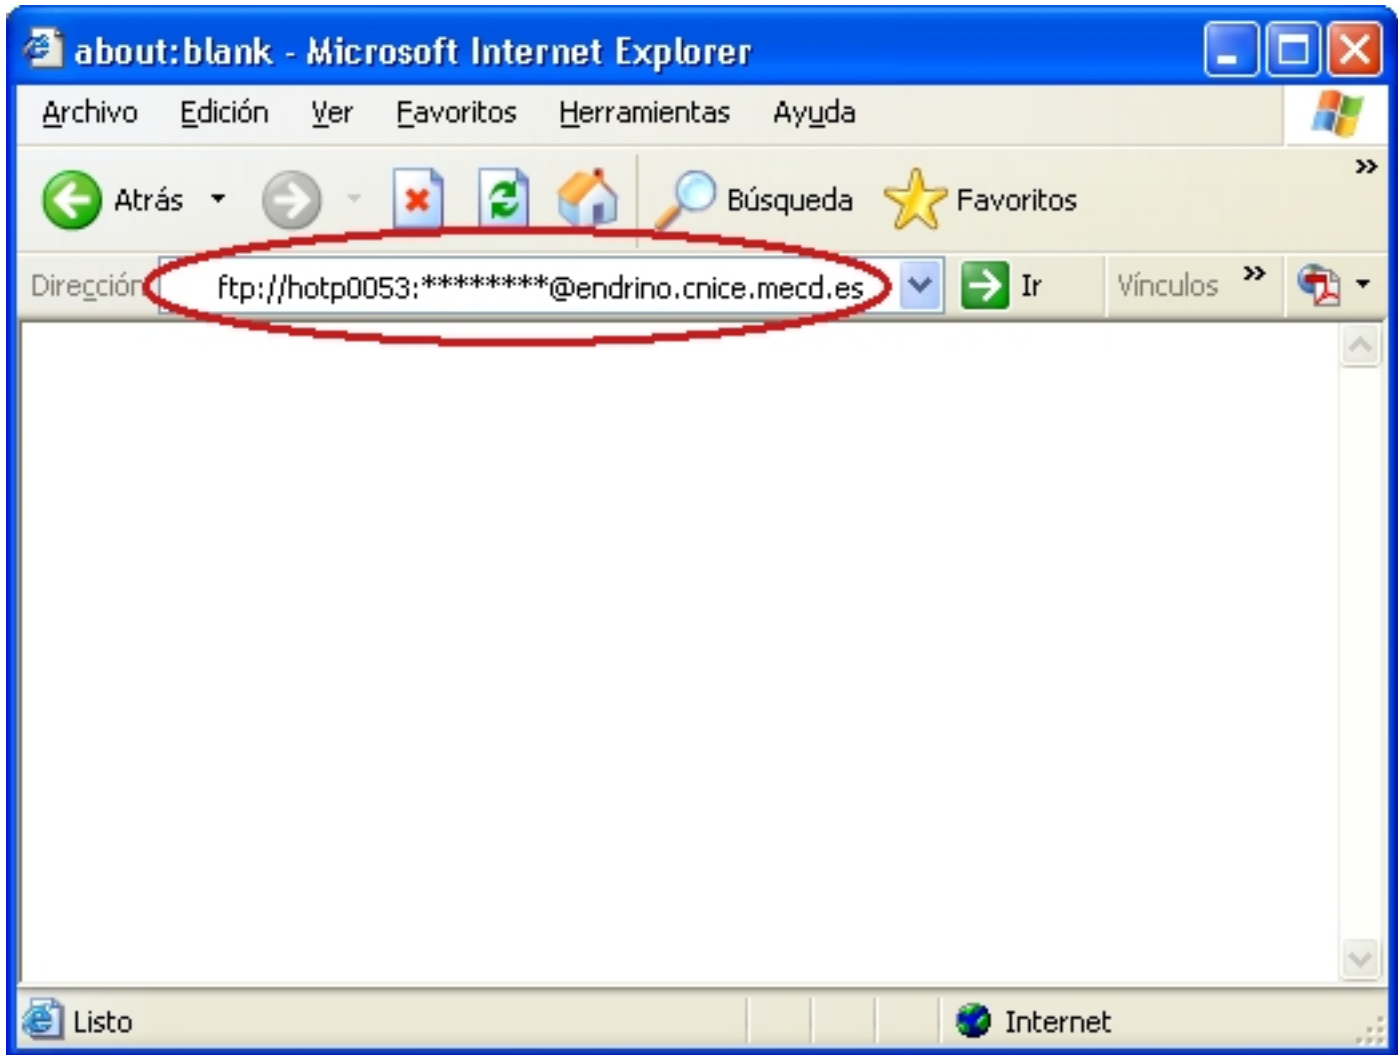 about:blank - Microsoft Internet Explorer
Archivo Edición Ver Favoritos Herramientas Ayuda
Atrás Búsqueda Favoritos »
Dirección ftp://hotp0053:********@endrino.cnice.mecd.es Ir Vínculos »
Listo Internet